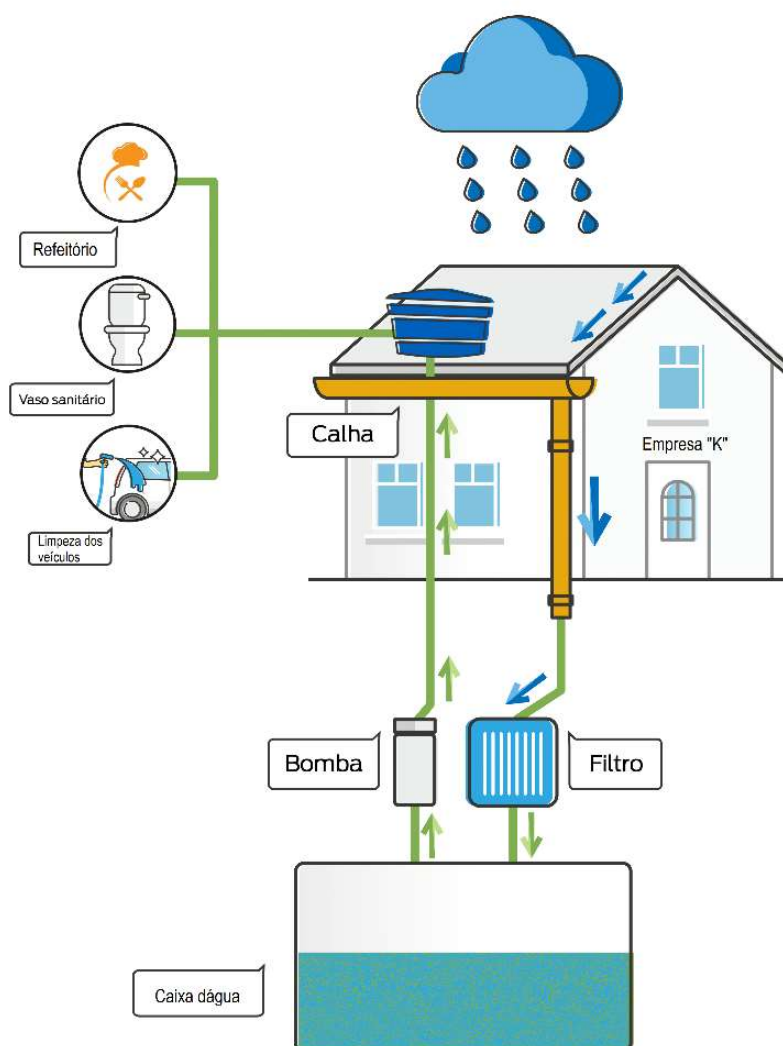 Refeitório
Vaso sanitário
Calha
Empresa "K"
Limpeza dos
veículos
Bomba
Filtro
Caixa dágua